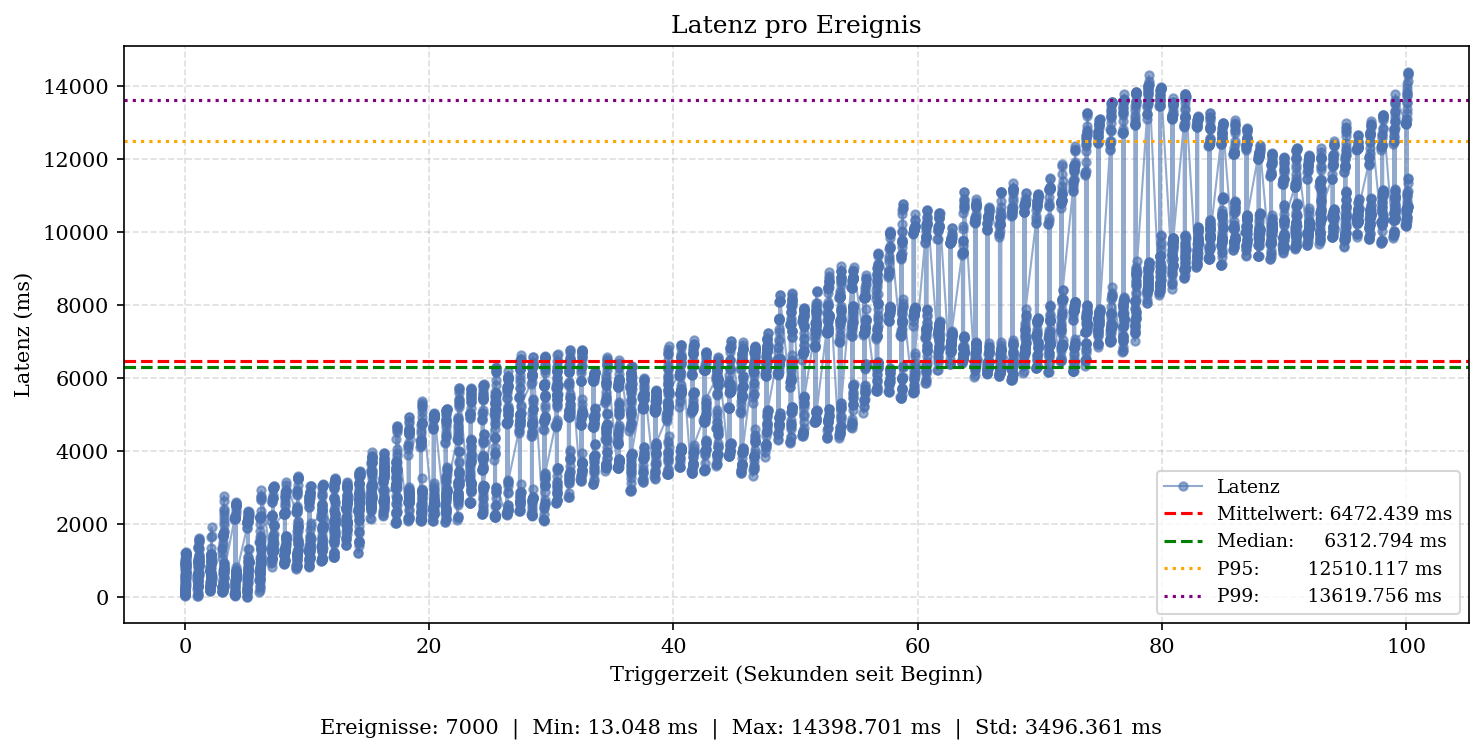 Latenz pro Ereignis
14000
12000
10000
8000
6000
4000
2000
0
Latenz (ms)
Latenz
Mittelwert: 6472.439 ms
Median: 6312.794 ms
P95: 12510.117 ms
P99: 13619.756 ms
0 20 40 60 80 100
Triggerzeit (Sekunden seit Beginn)
Ereignisse: 7000 | Min: 13.048 ms | Max: 14398.701 ms | Std: 3496.361 ms